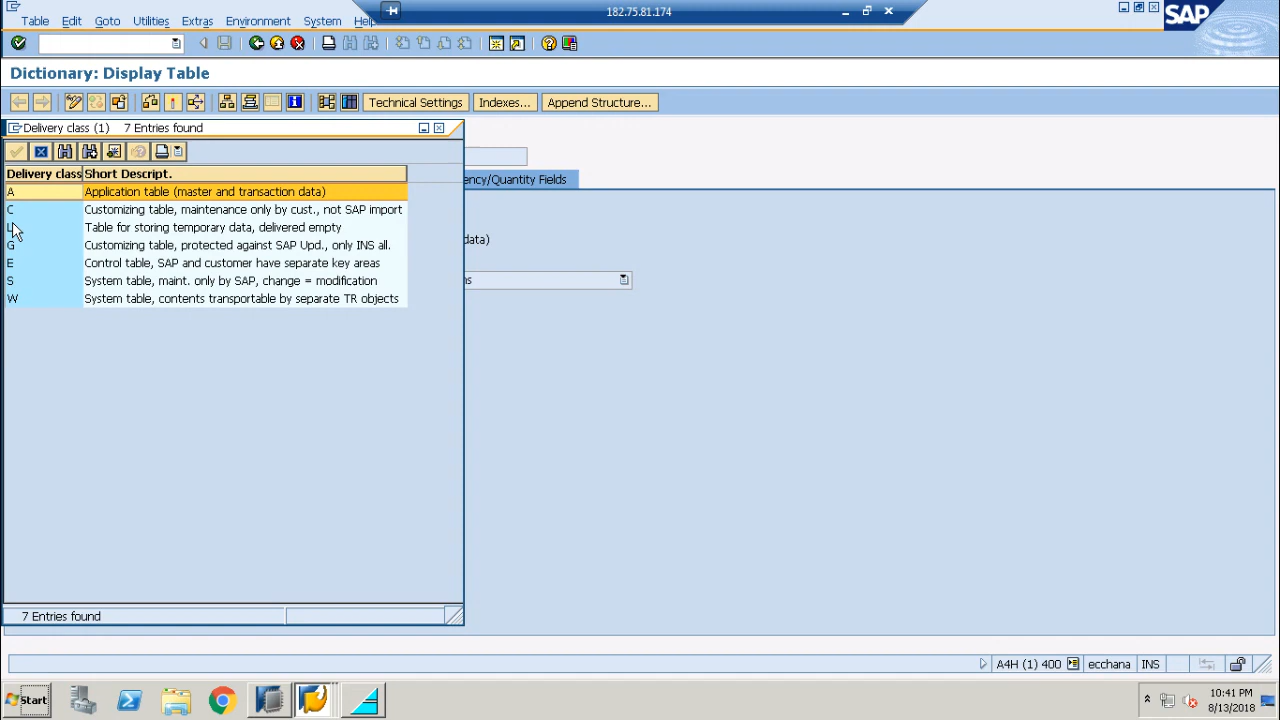 182.75.81.174
Table Edit Goto Utilities Extras Environment System
SAP
Dictionary: Display Table
Technical Settings Indexes... Append Structure...
Delivery class (1) 7 Entries found
ency/Quantity Fields
Delivery class Short Descript.
A Application table (master and transaction data)
C Customizing table, maintenance only by cust., not SAP import
L Table for storing temporary data, delivered empty
data)
G Customizing table, protected against SAP Upd., only INS all.
E Control table, SAP and customer have separate key areas
S System table, maint. only by SAP, change = modification
ns
W System table, contents transportable by separate TR objects
7 Entries found
A4H (1) 400 ecchana INS
Start
10:41 PM
8/13/2018